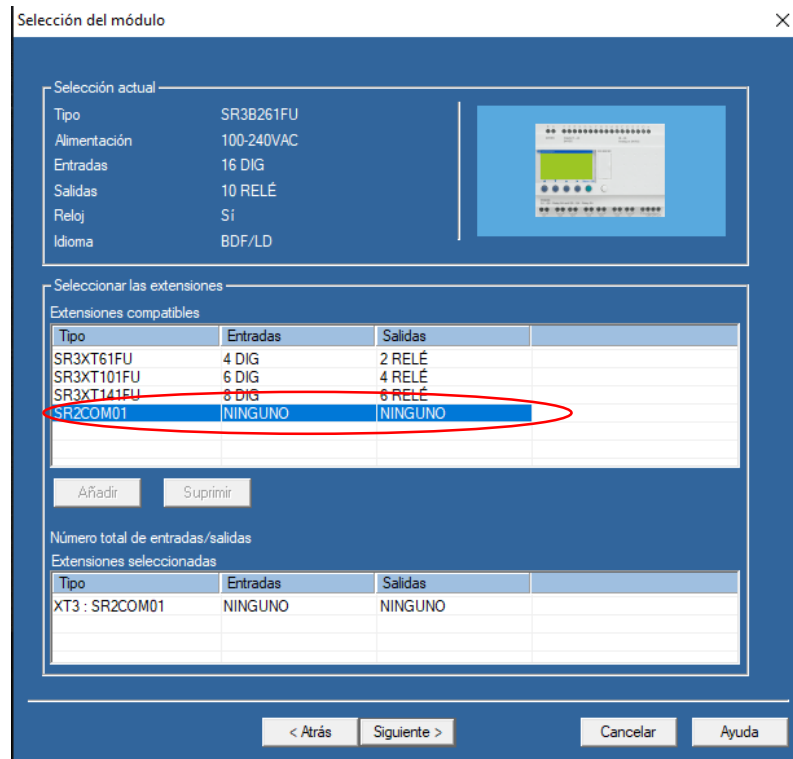 Selección del módulo
Selección actual
Tipo SR3B261FU
Alimentación 100-240VAC
Entradas 16 DIG
Salidas 10 RELÉ
Reloj Sí
Idioma BDF/LD
Seleccionar las extensiones
Extensiones compatibles
Tipo Entradas Salidas
SR3XT61FU 4 DIG 2 RELÉ
SR3XT101FU 6 DIG 4 RELÉ
SR3XT141FU 8 DIG 6 RELÉ
SR2COM01 NINGUNO NINGUNO
Añadir Suprimir
Número total de entradas/salidas
Extensiones seleccionadas
Tipo Entradas Salidas
XT3 : SR2COM01 NINGUNO NINGUNO
< Atrás Siguiente > Cancelar Ayuda